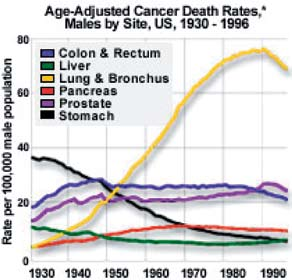 Age-Adjusted Cancer Death Rates,*
Males by Site, US, 1930 - 1996
Rate per 100,000 male population
80
60
40
20
0
Colon & Rectum
Liver
Lung & Bronchus
Pancreas
Prostate
Stomach
1930 1940 1950 1960 1970 1980 1990